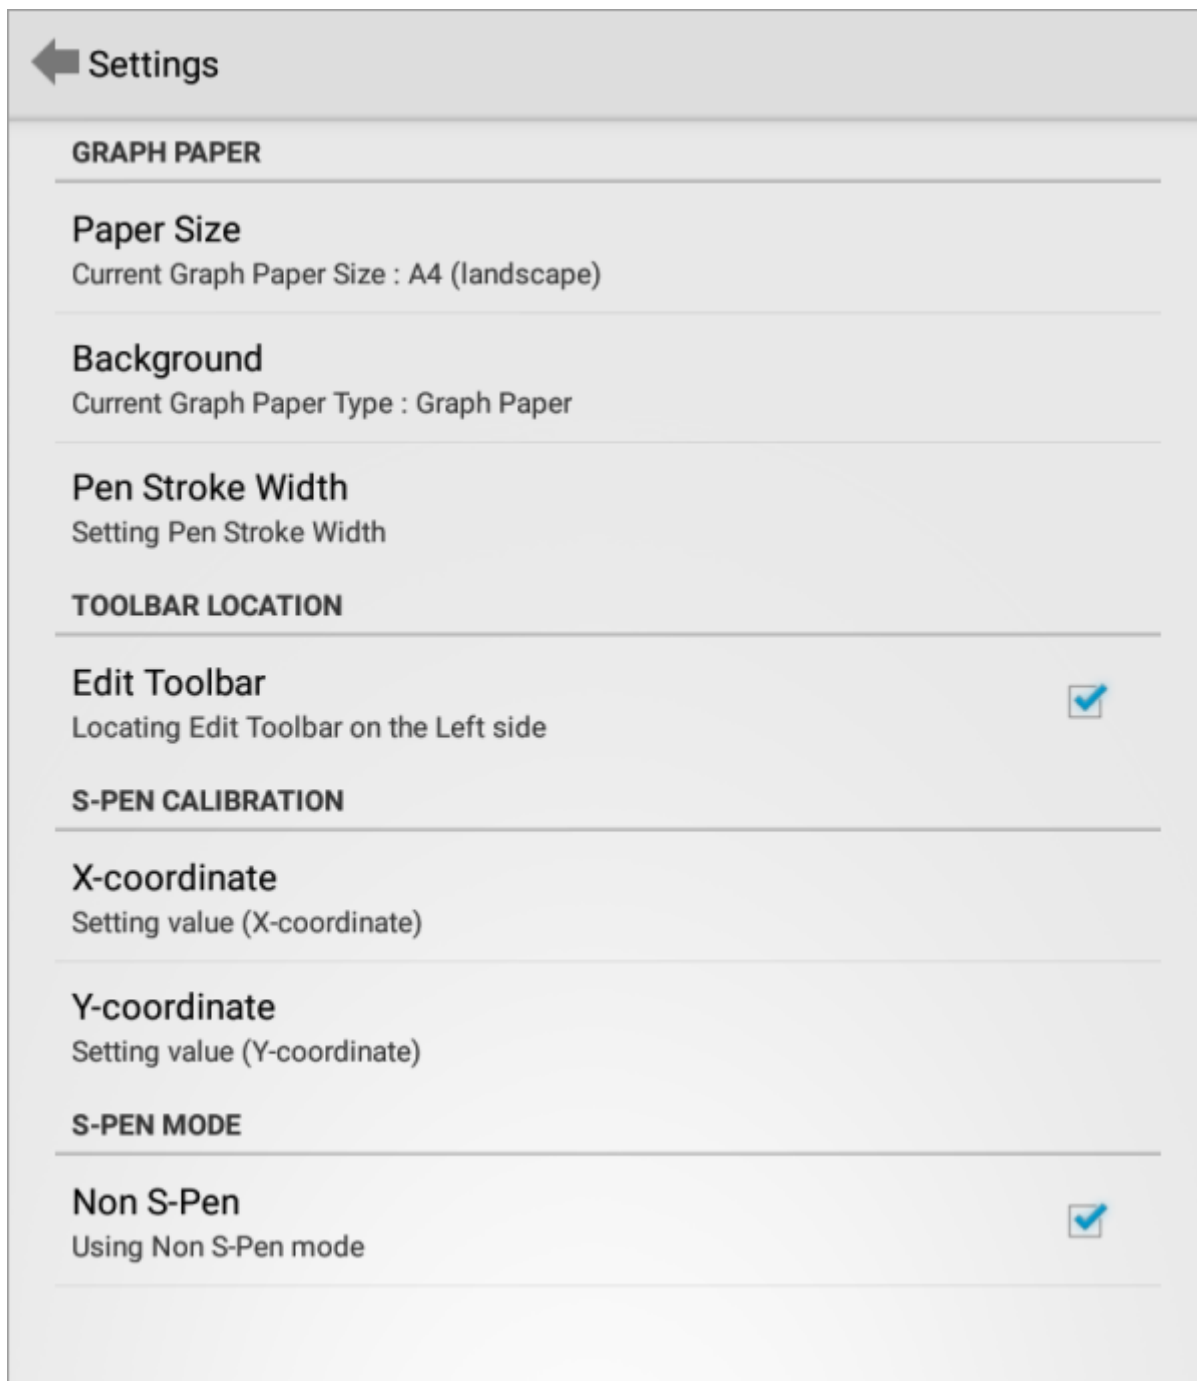 Settings
GRAPH PAPER
Paper Size
Current Graph Paper Size : A4 (landscape)
Background
Current Graph Paper Type : Graph Paper
Pen Stroke Width
Setting Pen Stroke Width
TOOLBAR LOCATION
Edit Toolbar
Locating Edit Toolbar on the Left side
S-PEN CALIBRATION
X-coordinate
Setting value (X-coordinate)
Y-coordinate
Setting value (Y-coordinate)
S-PEN MODE
Non S-Pen
Using Non S-Pen mode